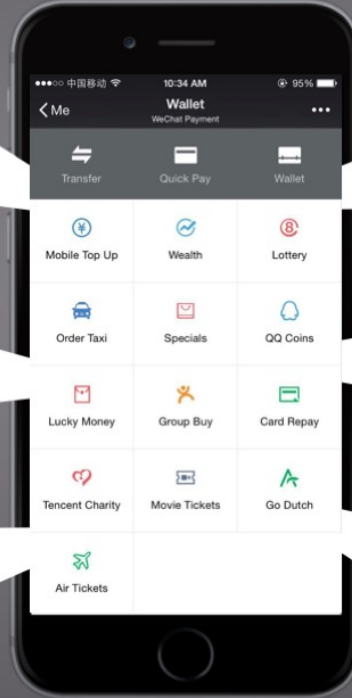 中国移动 10:34 AM 95%
Me Wallet
WeChat Payment
Transfer Quick Pay Wallet
Mobile Top Up Wealth Lottery
Order Taxi Specials QQ Coins
Lucky Money Group Buy Card Repay
Tencent Charity Movie Tickets Go Dutch
Air Tickets